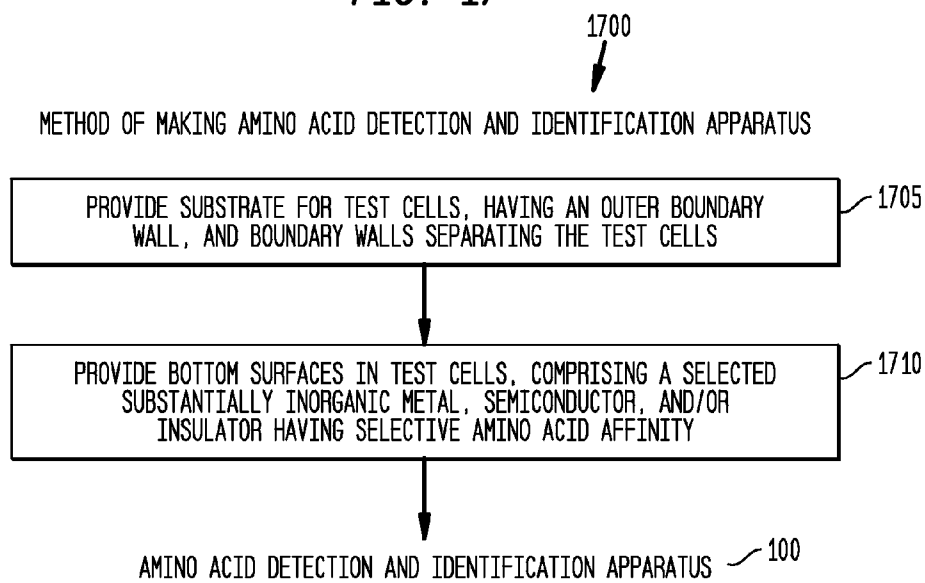 FIG. 17
1700
METHOD OF MAKING AMINO ACID DETECTION AND IDENTIFICATION APPARATUS
PROVIDE SUBSTRATE FOR TEST CELLS, HAVING AN OUTER BOUNDARY
WALL, AND BOUNDARY WALLS SEPARATING THE TEST CELLS
1705
PROVIDE BOTTOM SURFACES IN TEST CELLS, COMPRISING A SELECTED
SUBSTANTIALLY INORGANIC METAL, SEMICONDUCTOR, AND/OR
INSULATOR HAVING SELECTIVE AMINO ACID AFFINITY
1710
AMINO ACID DETECTION AND IDENTIFICATION APPARATUS
100